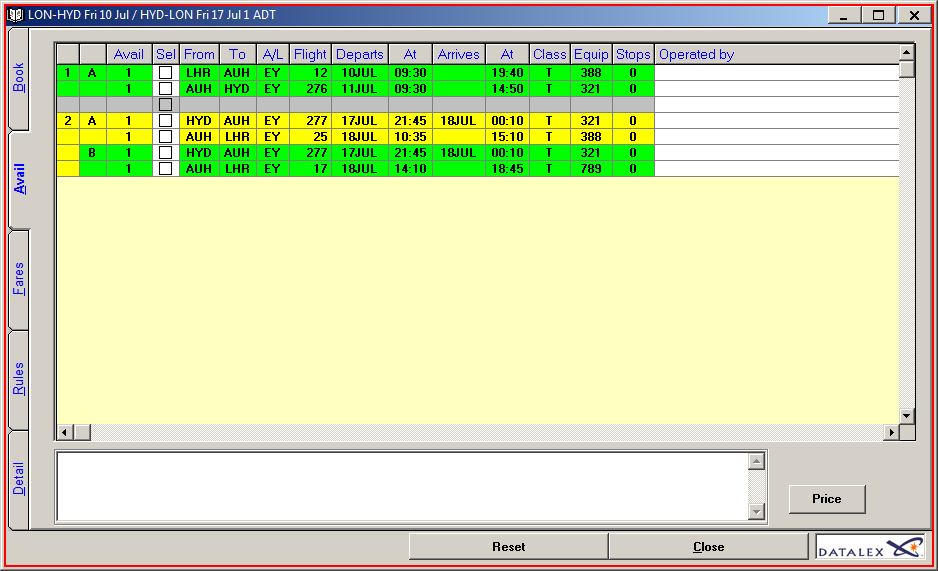 LON-HYD Fri 10 Jul / HYD-LON Fri 17 Jul 1 ADT
Book
Avail
Fares
Rules
Detail
Avail Sel From To A/L Flight Departs At Arrives At Class Equip Stops Operated by
1 A 1 LHR AUH EY 12 10JUL 09:30 19:40 T 388 0
1 AUH HYD EY 276 11JUL 09:30 14:50 T 321 0
2 A 1 HYD AUH EY 277 17JUL 21:45 18JUL 00:10 T 321 0
1 AUH LHR EY 25 18JUL 10:35 15:10 T 388 0
B 1 HYD AUH EY 277 17JUL 21:45 18JUL 00:10 T 321 0
1 AUH LHR EY 17 18JUL 14:10 18:45 T 789 0
Price
Reset Close DATALEX